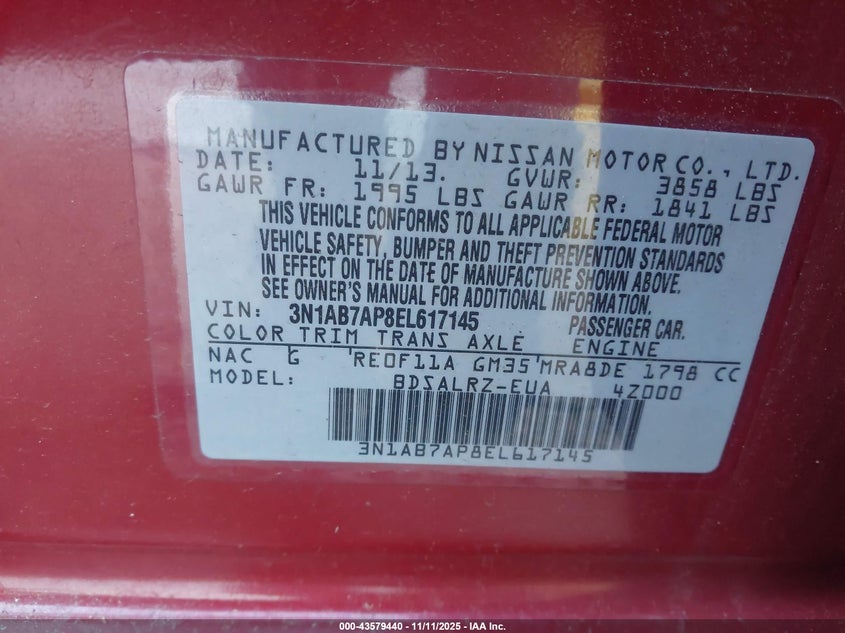 MANUFACTURED BY NISSAN MOTOR CO., LTD.
DATE: 11/13. GVWR: 3858 LBS
GAWR FR: 1995 LBS GAWR RR: 1841 LBS
THIS VEHICLE CONFORMS TO ALL APPLICABLE FEDERAL MOTOR
VEHICLE SAFETY, BUMPER AND THEFT PREVENTION STANDARDS
IN EFFECT ON THE DATE OF MANUFACTURE SHOWN ABOVE.
SEE OWNER'S MANUAL FOR ADDITIONAL INFORMATION.
VIN: 3N1AB7AP8EL617145 PASSENGER CAR.
COLOR TRIM TRANS AXLE ENGINE
NAC G RE0F11A GM35 MRA8DE 1798 CC
MODEL: BDSALRZ-EUA 4Z000
3N1AB7AP8EL617145
000-43579440 - 11/11/2025 - IAA Inc.